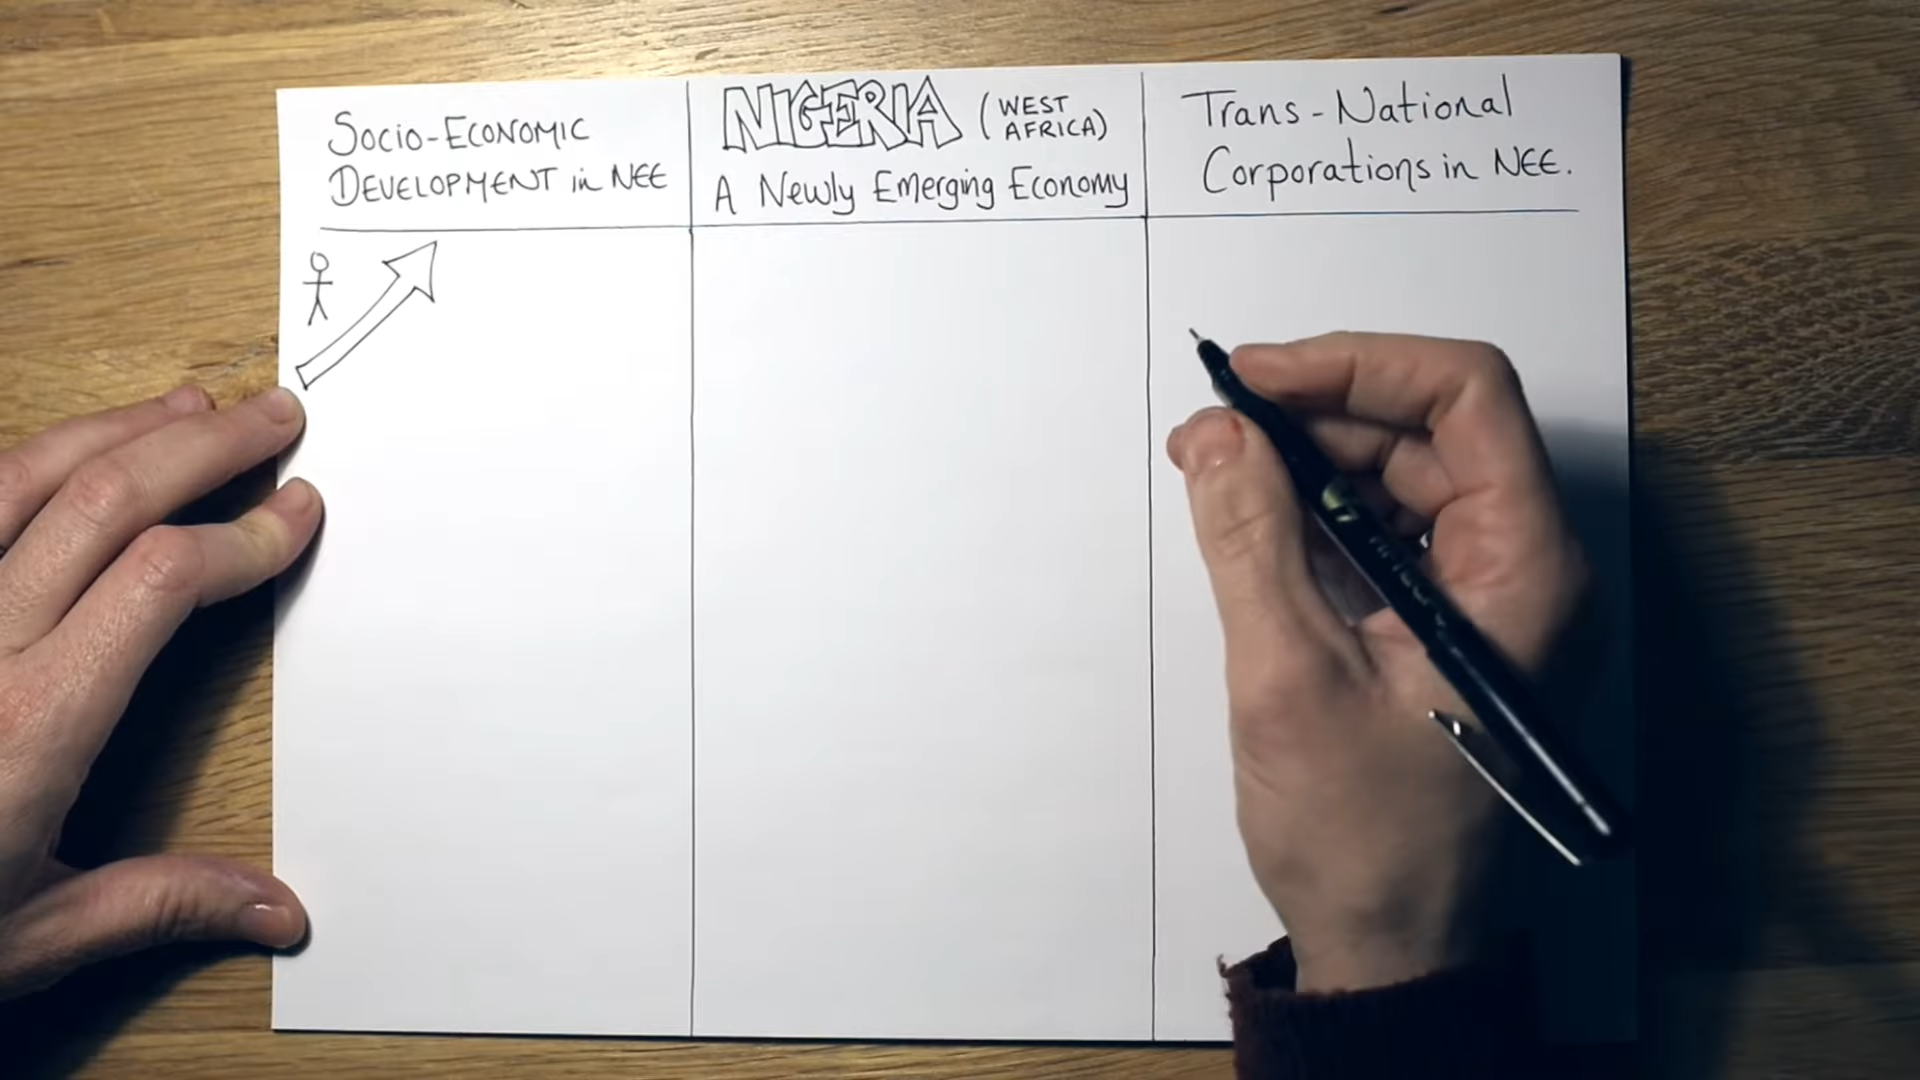 Socio-Economic
Development in NEE
NIGERIA (WEST
AFRICA)
A Newly Emerging Economy
Trans-National
Corporations in NEE.